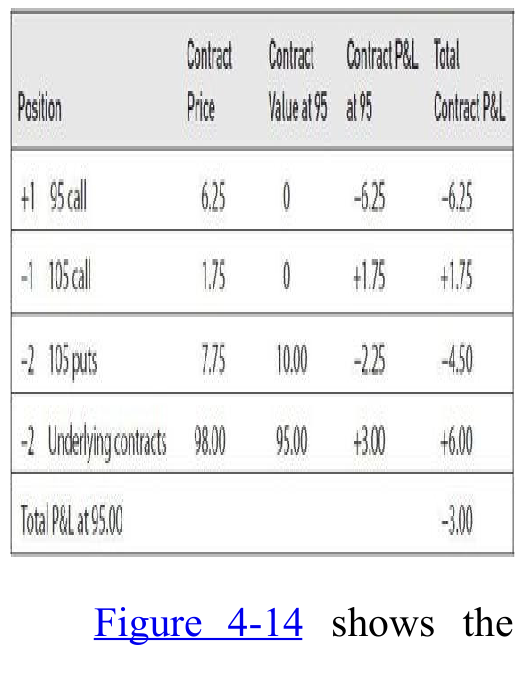 Contract Contract Contract P&L Total
Position Price Value at 95 at 95 Contract P&L
+1 95 call 6.25 0 –6.25 –6.25
–1 105 call 1.75 0 +1.75 +1.75
–2 105 puts 7.75 10.00 –2.25 –4.50
–2 Underlying contracts 98.00 95.00 +3.00 +6.00
Total P&L at 95.00 –3.00
Figure 4-14 shows the